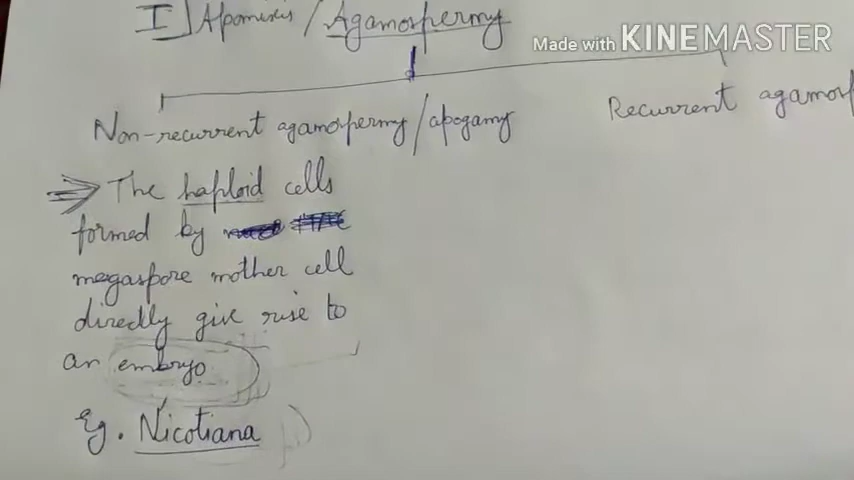 I] Apomixis / Agamospermy
Made with KINEMASTER
Non-recurrent agamospermy / apogamy
Recurrent agamosp
⇒ The haploid cells
formed by
megaspore mother cell
directly give rise to
an embryo
Eg. Nicotiana